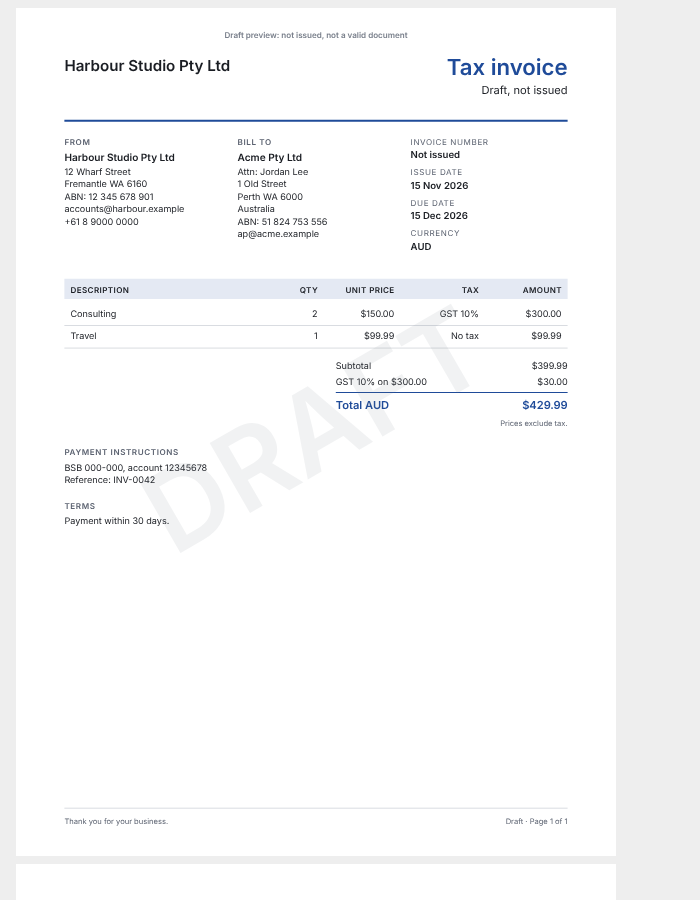 Draft preview: not issued, not a valid document
Harbour Studio Pty Ltd
Tax invoice
Draft, not issued
FROM
Harbour Studio Pty Ltd
12 Wharf Street
Fremantle WA 6160
ABN: 12 345 678 901
accounts@harbour.example
+61 8 9000 0000
BILL TO
Acme Pty Ltd
Attn: Jordan Lee
1 Old Street
Perth WA 6000
Australia
ABN: 51 824 753 556
ap@acme.example
INVOICE NUMBER
Not issued
ISSUE DATE
15 Nov 2026
DUE DATE
15 Dec 2026
CURRENCY
AUD
DESCRIPTION QTY UNIT PRICE TAX AMOUNT
Consulting 2 $150.00 GST 10% $300.00
Travel 1 $99.99 No tax $99.99
Subtotal $399.99
GST 10% on $300.00 $30.00
Total AUD $429.99
Prices exclude tax.
DRAFT
PAYMENT INSTRUCTIONS
BSB 000-000, account 12345678
Reference: INV-0042
TERMS
Payment within 30 days.
Thank you for your business.
Draft · Page 1 of 1